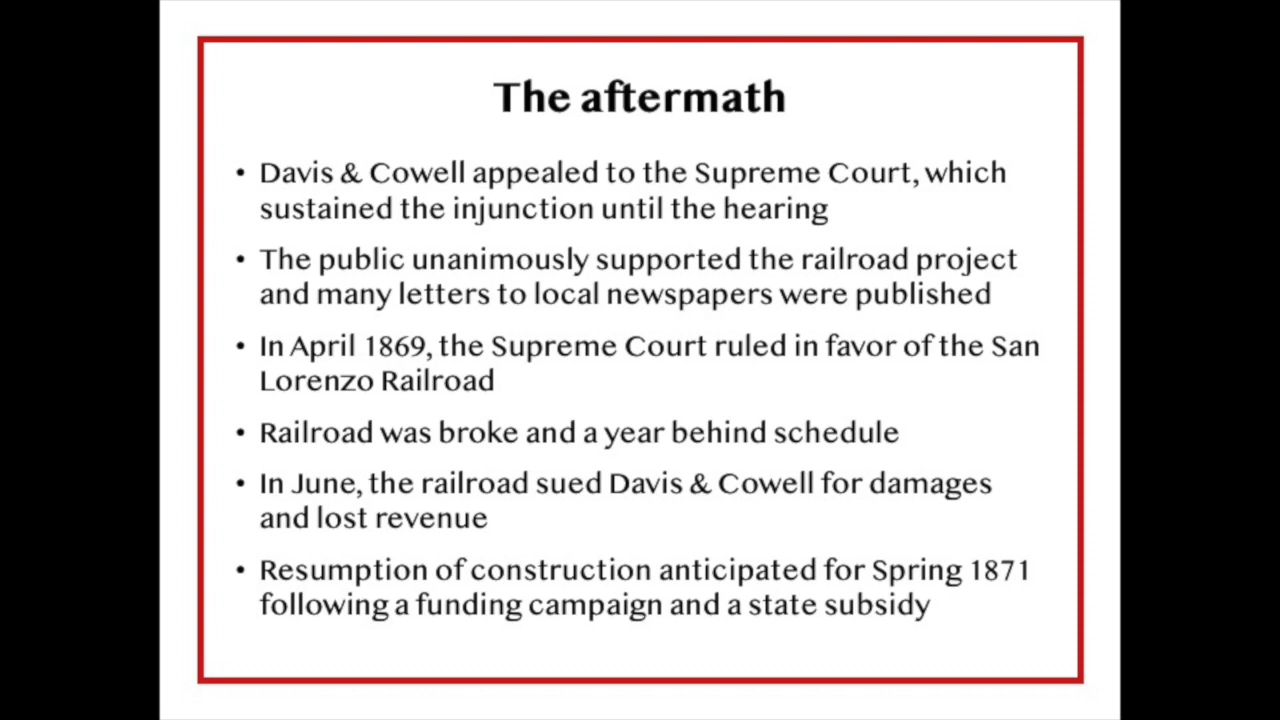 The aftermath
• Davis & Cowell appealed to the Supreme Court, which
sustained the injunction until the hearing
• The public unanimously supported the railroad project
and many letters to local newspapers were published
• In April 1869, the Supreme Court ruled in favor of the San
Lorenzo Railroad
• Railroad was broke and a year behind schedule
• In June, the railroad sued Davis & Cowell for damages
and lost revenue
• Resumption of construction anticipated for Spring 1871
following a funding campaign and a state subsidy